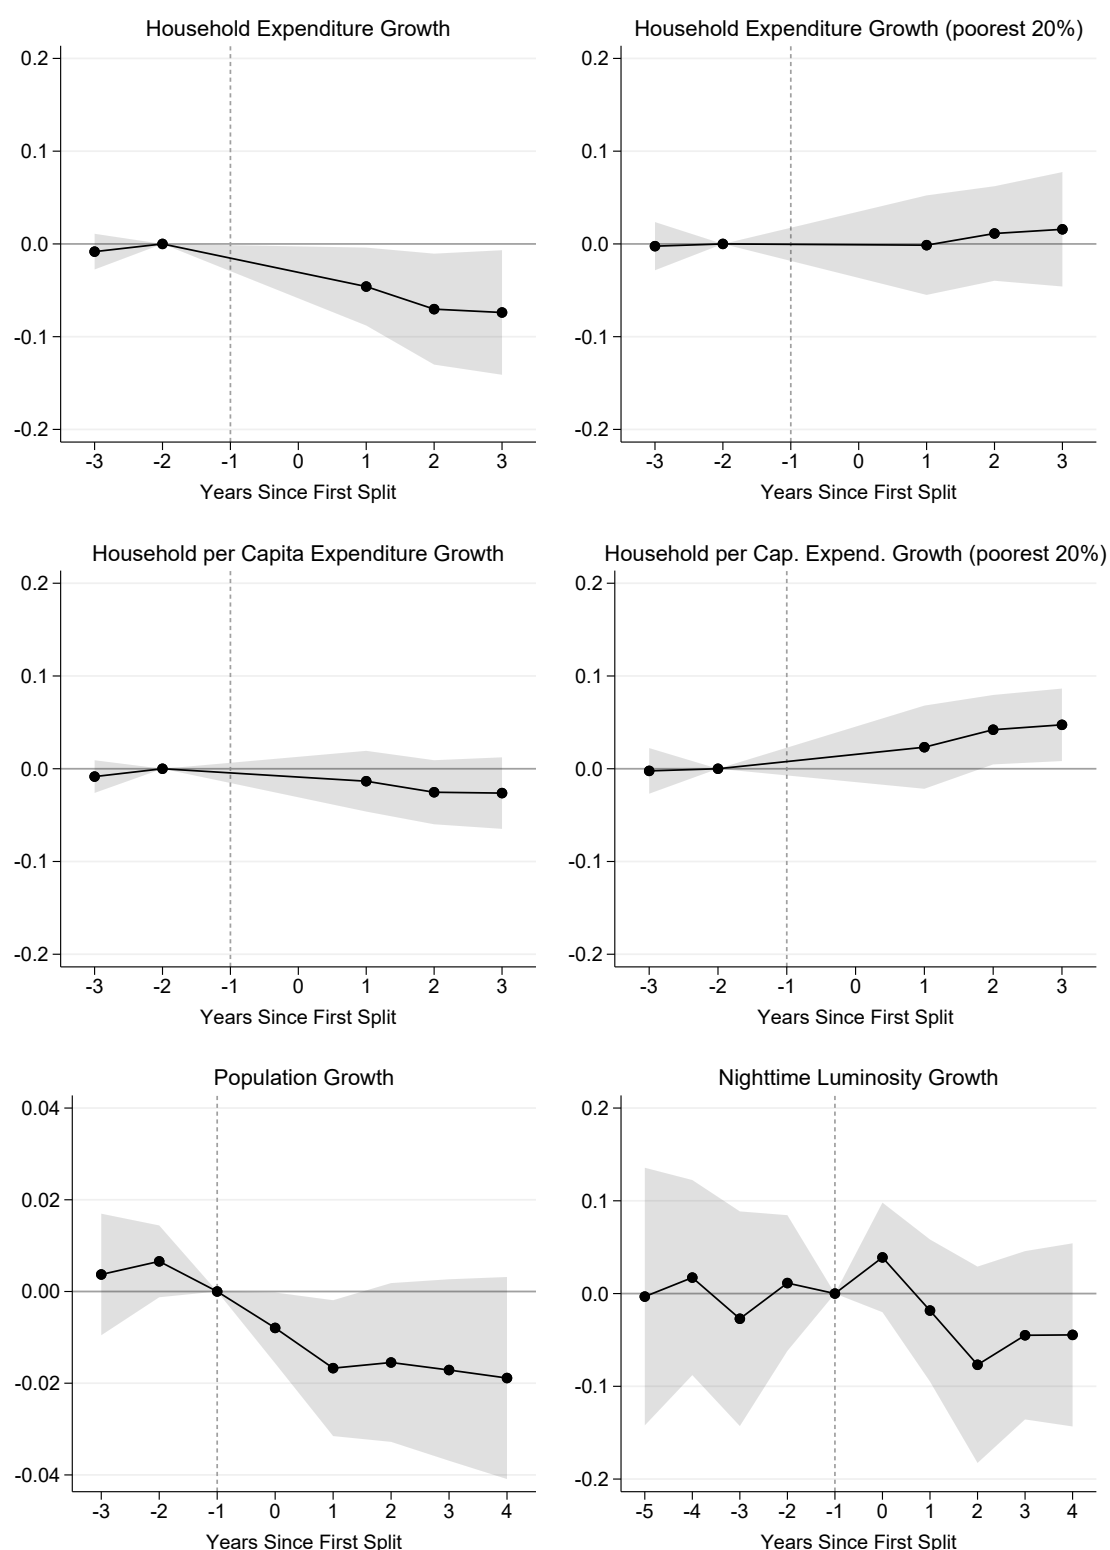 Household Expenditure Growth
0.2
0.1
0.0
-0.1
-0.2
-3 -2 -1 0 1 2 3
Years Since First Split
Household Expenditure Growth (poorest 20%)
0.2
0.1
0.0
-0.1
-0.2
-3 -2 -1 0 1 2 3
Years Since First Split
Household per Capita Expenditure Growth
0.2
0.1
0.0
-0.1
-0.2
-3 -2 -1 0 1 2 3
Years Since First Split
Household per Cap. Expend. Growth (poorest 20%)
0.2
0.1
0.0
-0.1
-0.2
-3 -2 -1 0 1 2 3
Years Since First Split
Population Growth
0.04
0.02
0.00
-0.02
-0.04
-3 -2 -1 0 1 2 3 4
Years Since First Split
Nighttime Luminosity Growth
0.2
0.1
0.0
-0.1
-0.2
-5 -4 -3 -2 -1 0 1 2 3 4
Years Since First Split